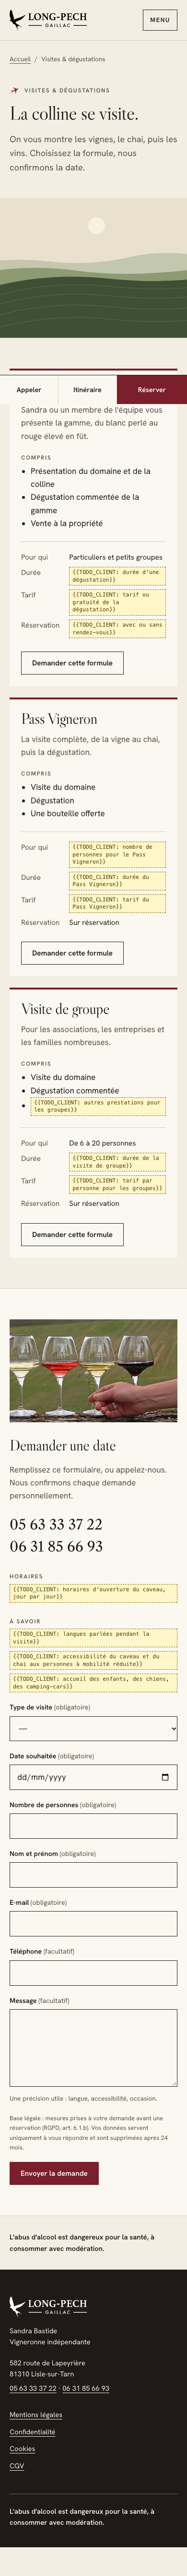 LONG-PECH
GAILLAC
MENU
Accueil / Visites & dégustations
VISITES & DÉGUSTATIONS
La colline se visite.
On vous montre les vignes, le chai, puis les
vins. Choisissez la formule, nous
confirmons la date.
Appeler
Itinéraire
Réserver
Sandra ou un membre de l'équipe vous
présente la gamme, du blanc perlé au
rouge élevé en fût.
COMPRIS
Présentation du domaine et de la
colline
Dégustation commentée de la
gamme
Vente à la propriété
Pour qui Particuliers et petits groupes
Durée {{TODO_CLIENT: durée d'une
dégustation}}
Tarif {{TODO_CLIENT: tarif ou
gratuité de la
dégustation}}
Réservation {{TODO_CLIENT: avec ou sans
rendez-vous}}
Demander cette formule
Pass Vigneron
La visite complète, de la vigne au chai,
puis la dégustation.
COMPRIS
Visite du domaine
Dégustation
Une bouteille offerte
Pour qui {{TODO_CLIENT: nombre de
personnes pour le Pass
Vigneron}}
Durée {{TODO_CLIENT: durée du
Pass Vigneron}}
Tarif {{TODO_CLIENT: tarif du
Pass Vigneron}}
Réservation Sur réservation
Demander cette formule
Visite de groupe
Pour les associations, les entreprises et
les familles nombreuses.
COMPRIS
Visite du domaine
Dégustation commentée
{{TODO_CLIENT: autres prestations pour
les groupes}}
Pour qui De 6 à 20 personnes
Durée {{TODO_CLIENT: durée de la
visite de groupe}}
Tarif {{TODO_CLIENT: tarif par
personne pour les groupes}}
Réservation Sur réservation
Demander cette formule
Demander une date
Remplissez ce formulaire, ou appelez-nous.
Nous confirmons chaque demande
personnellement.
05 63 33 37 22
06 31 85 66 93
HORAIRES
{{TODO_CLIENT: horaires d'ouverture du caveau,
jour par jour}}
À SAVOIR
{{TODO_CLIENT: langues parlées pendant la
visite}}
{{TODO_CLIENT: accessibilité du caveau et du
chai aux personnes à mobilité réduite}}
{{TODO_CLIENT: accueil des enfants, des chiens,
des camping-cars}}
Type de visite (obligatoire)
—
Date souhaitée (obligatoire)
dd/mm/yyyy
Nombre de personnes (obligatoire)
Nom et prénom (obligatoire)
E-mail (obligatoire)
Téléphone (facultatif)
Message (facultatif)
Une précision utile : langue, accessibilité, occasion.
Base légale : mesures prises à votre demande avant une
réservation (RGPD, art. 6.1.b). Vos données servent
uniquement à vous répondre et sont supprimées après 24
mois.
Envoyer la demande
L'abus d'alcool est dangereux pour la santé, à
consommer avec modération.
LONG-PECH
GAILLAC
Sandra Bastide
Vigneronne indépendante
582 route de Lapeyrière
81310 Lisle-sur-Tarn
05 63 33 37 22 · 06 31 85 66 93
Mentions légales
Confidentialité
Cookies
CGV
L'abus d'alcool est dangereux pour la santé, à
consommer avec modération.